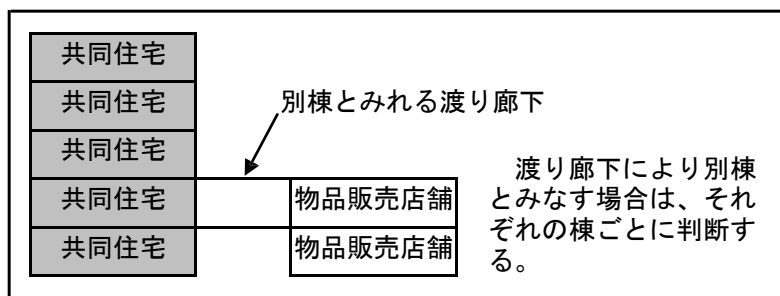 共同住宅
共同住宅
別棟とみれる渡り廊下
共同住宅
共同住宅
物品販売店舗
共同住宅
物品販売店舗
渡り廊下により別棟
とみなす場合は、それ
ぞれの棟ごとに判断す
る。